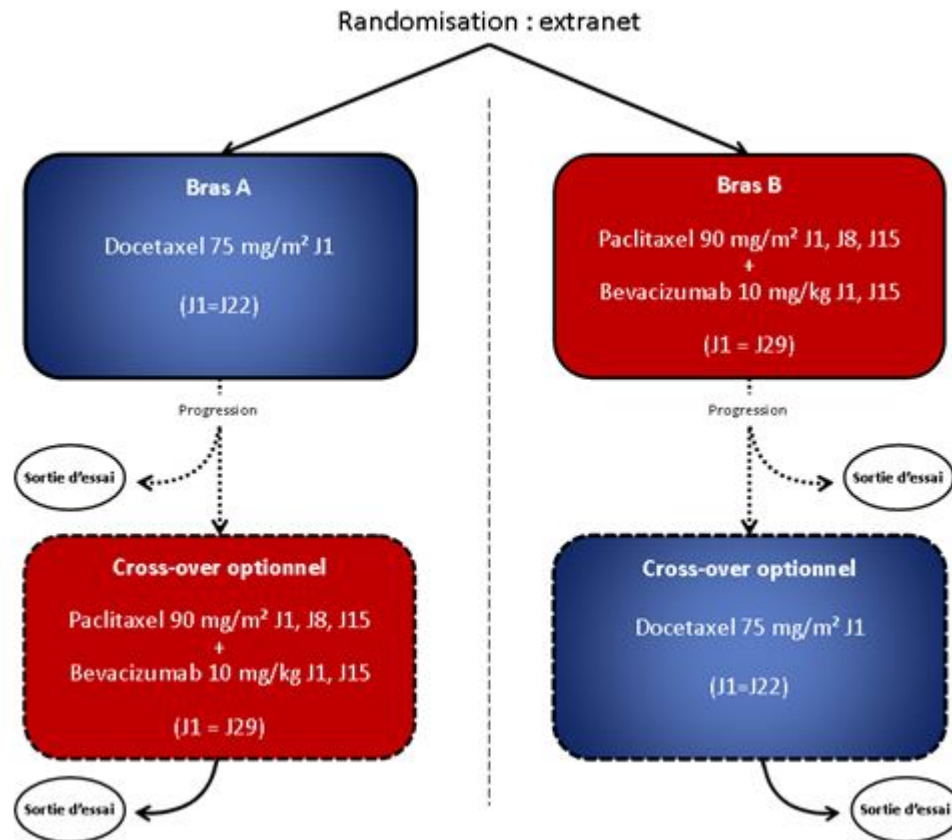 Randomisation : extranet
Bras A
Docetaxel 75 mg/m² J1
(J1=J22)
Bras B
Paclitaxel 90 mg/m² J1, J8, J15
+
Bevacizumab 10 mg/kg J1, J15
(J1 = J29)
Progression
Progression
Sortie d'essai
Sortie d'essai
Cross-over optionnel
Paclitaxel 90 mg/m² J1, J8, J15
+
Bevacizumab 10 mg/kg J1, J15
(J1 = J29)
Cross-over optionnel
Docetaxel 75 mg/m² J1
(J1=J22)
Sortie d'essai
Sortie d'essai